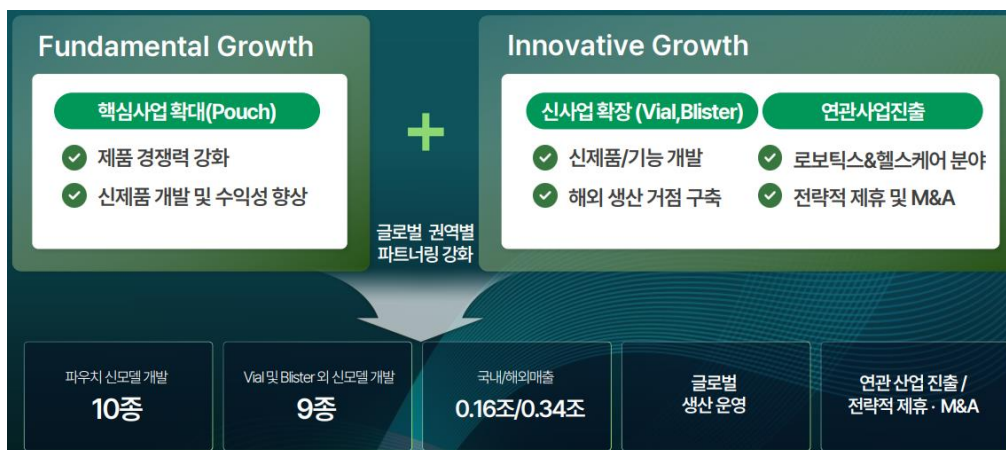 Fundamental Growth
핵심사업 확대(Pouch)
제품 경쟁력 강화
신제품 개발 및 수익성 향상
+
글로벌 권역별
파트너링 강화
Innovative Growth
신사업 확장 (Vial,Blister)
신제품/기능 개발
해외 생산 거점 구축
연관사업진출
로보틱스&헬스케어 분야
전략적 제휴 및 M&A
파우치 신모델 개발
10종
Vial 및 Blister 외 신모델 개발
9종
국내/해외매출
0.16조/0.34조
글로벌
생산 운영
연관 산업 진출 /
전략적 제휴 · M&A